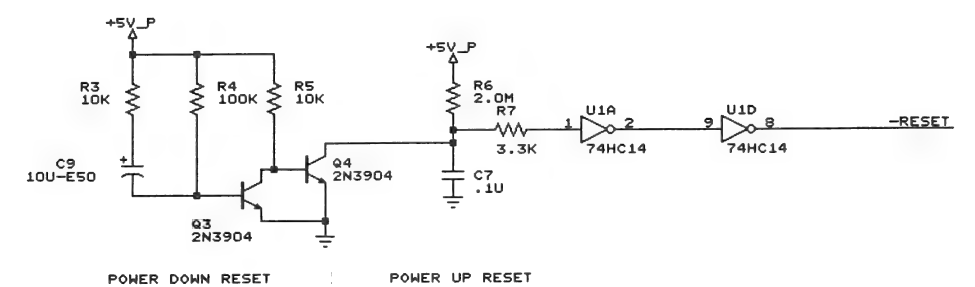 +5V_P
R3
10K
R4
100K
R5
10K
C9
10U-E50
+
Q3
2N3904
Q4
2N3904
+5V_P
R6
2.0M
R7
3.3K
C7
.1U
1
U1A
2
74HC14
9
U1D
8
74HC14
-RESET
POWER DOWN RESET
POWER UP RESET